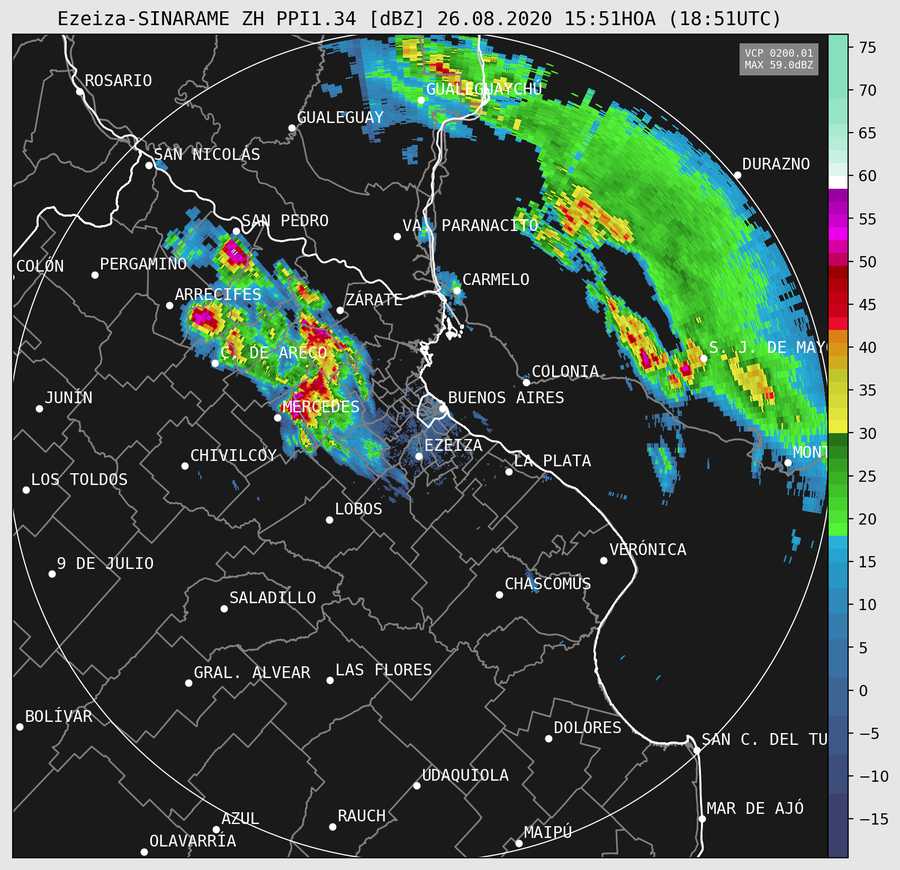 Ezeiza-SINARAME ZH PPI1.34 [dBZ] 26.08.2020 15:51HOA (18:51UTC)
VCP 0200.01
MAX 59.0dBZ
ROSARIO
GUALEGUAYCHÚ
GUALEGUAY
SAN NICOLÁS
DURAZNO
SAN PEDRO
VA. PARANACITO
COLÓN
PERGAMINO
CARMELO
ARRECIFES
ZÁRATE
C. DE ARECO
S. J. DE MAY
COLONIA
JUNÍN
MERCEDES
BUENOS AIRES
EZEIZA
MONT
CHIVILCOY
LA PLATA
LOS TOLDOS
LOBOS
VERÓNICA
9 DE JULIO
CHASCOMÚS
SALADILLO
GRAL. ALVEAR
LAS FLORES
BOLÍVAR
DOLORES
SAN C. DEL TU
UDAQUIOLA
MAR DE AJÓ
AZUL
RAUCH
MAIPÚ
OLAVARRÍA
75
70
65
60
55
50
45
40
35
30
25
20
15
10
5
0
−5
−10
−15